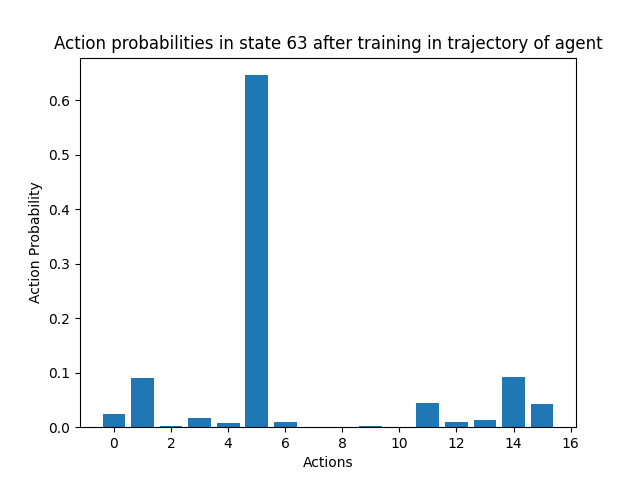 Action probabilities in state 63 after training in trajectory of agent
0.6
0.5
0.4
0.3
0.2
0.1
0.0
Action Probability
0 2 4 6 8 10 12 14 16
Actions